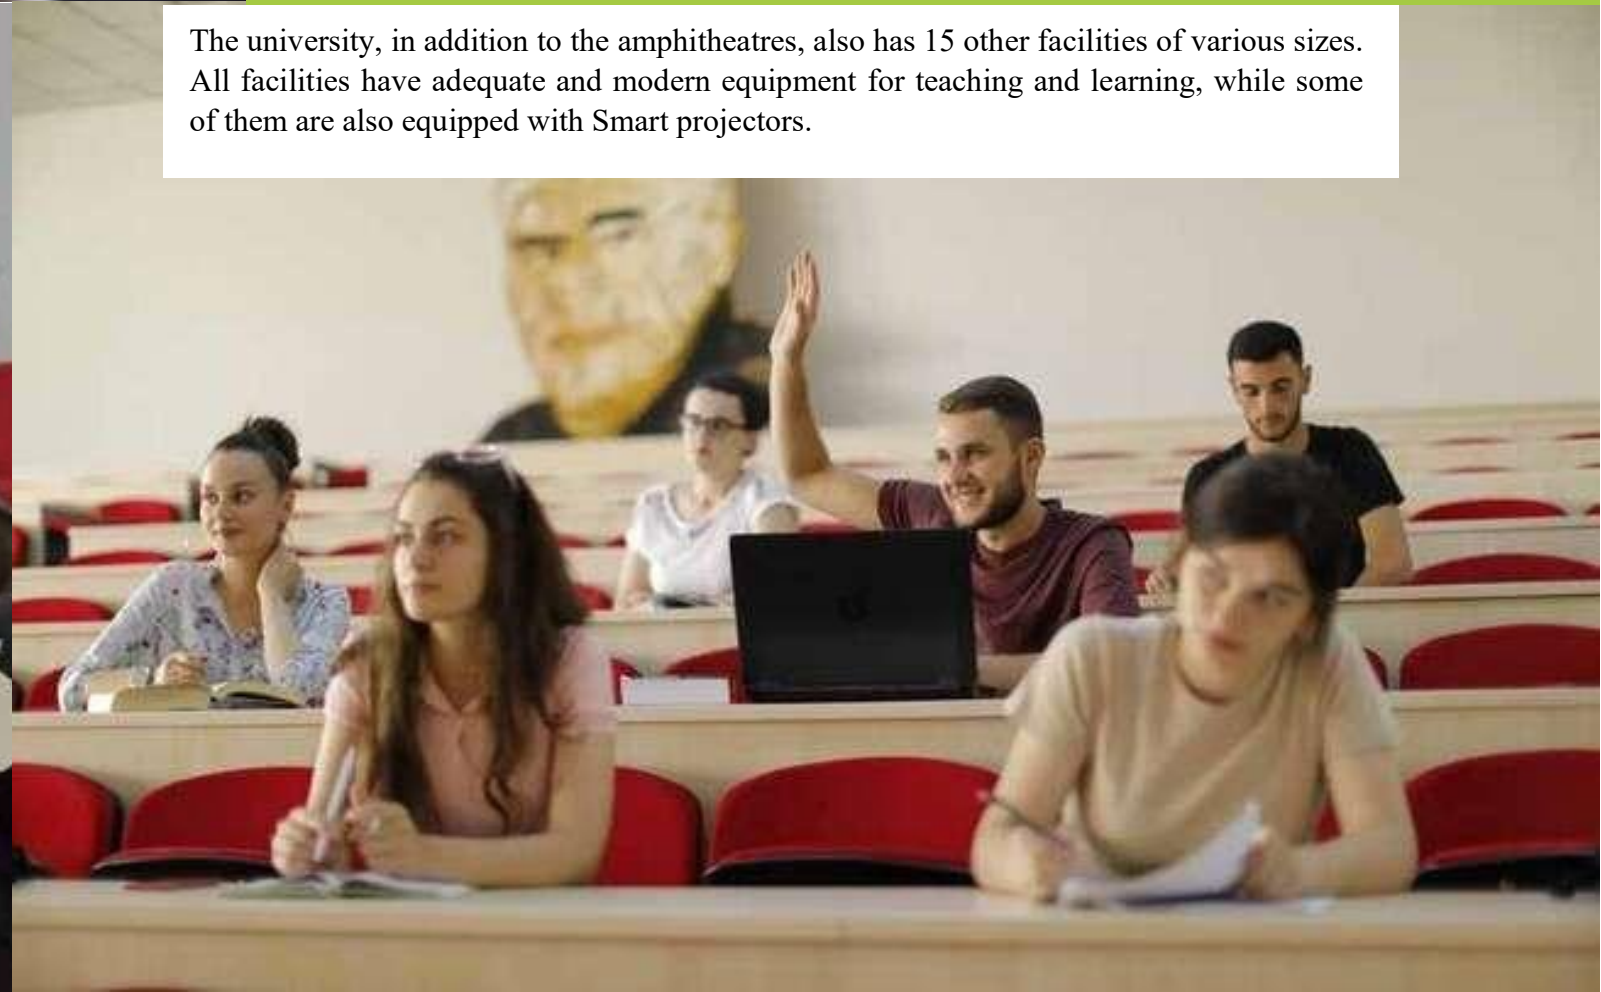 The university, in addition to the amphitheatres, also has 15 other facilities of various sizes.
All facilities have adequate and modern equipment for teaching and learning, while some
of them are also equipped with Smart projectors.